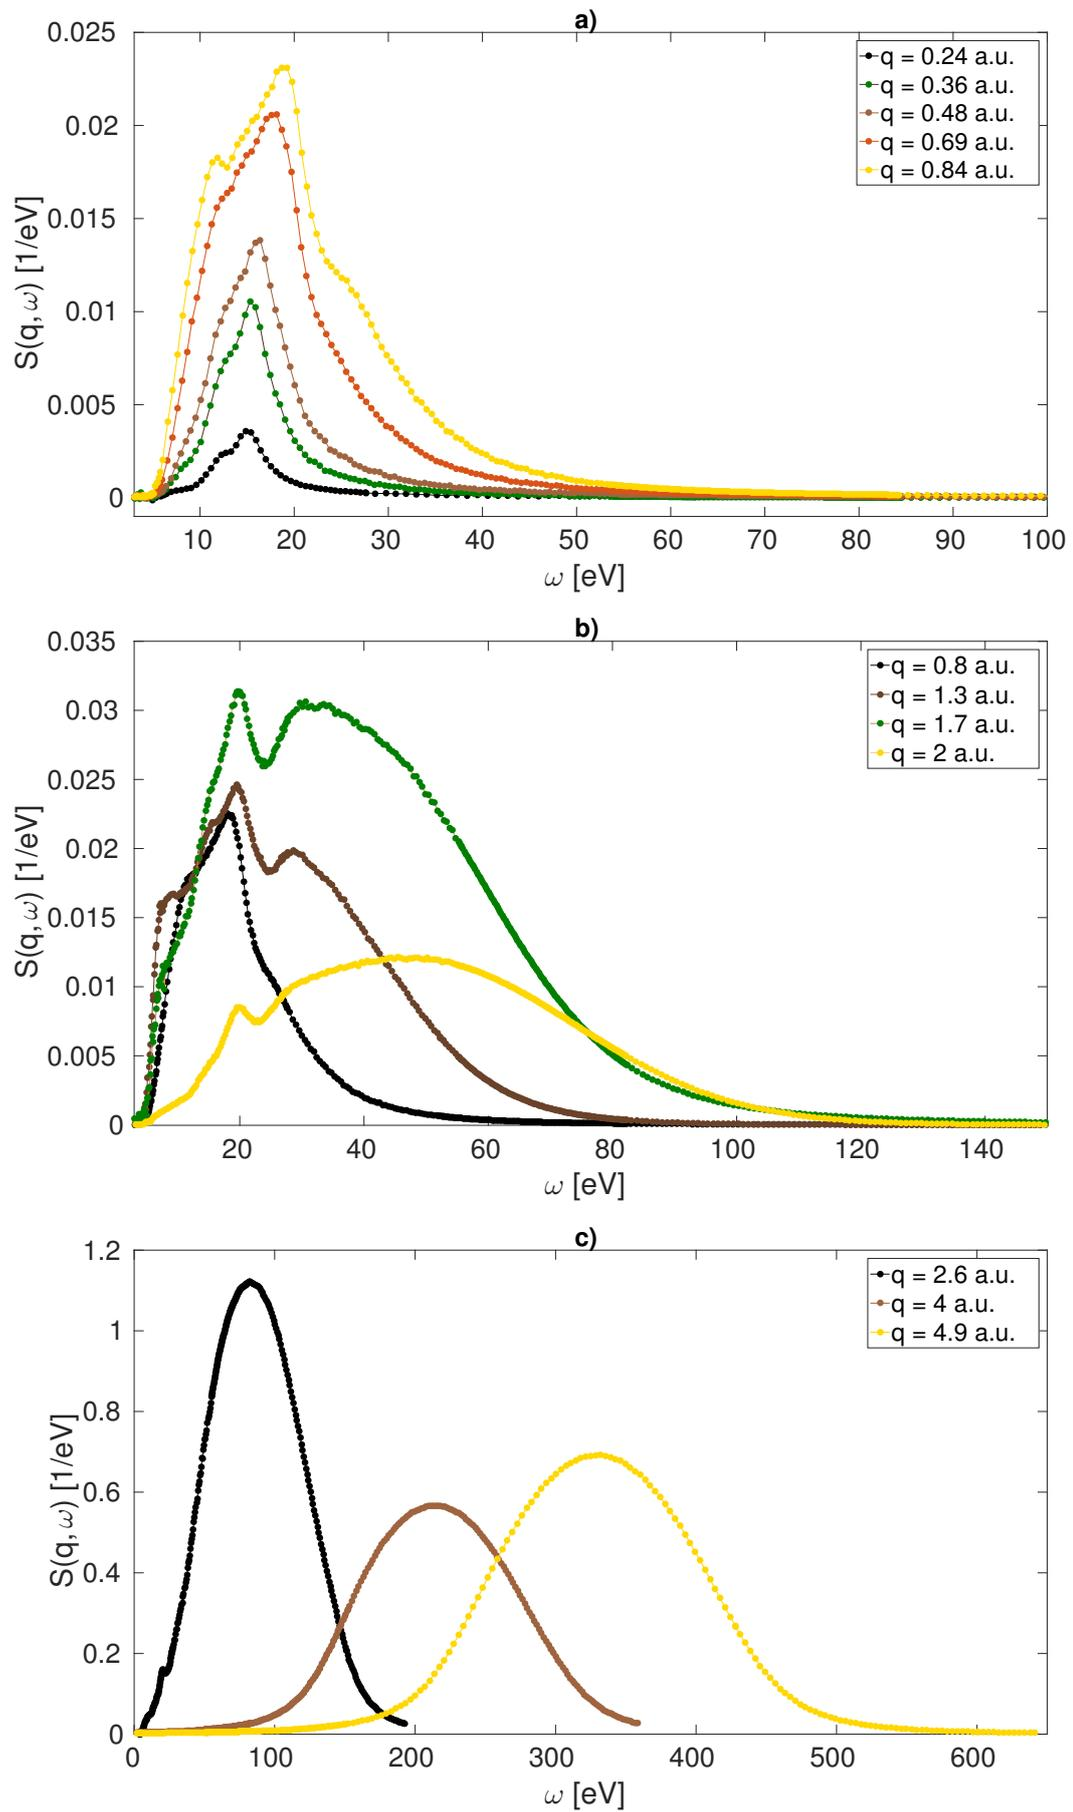 a)
0.025
0.02
0.015
0.01
0.005
0
S(q,ω) [1/eV]
q = 0.24 a.u.
q = 0.36 a.u.
q = 0.48 a.u.
q = 0.69 a.u.
q = 0.84 a.u.
10 20 30 40 50 60 70 80 90 100
ω [eV]
b)
0.035
0.03
0.025
0.02
0.015
0.01
0.005
0
S(q,ω) [1/eV]
q = 0.8 a.u.
q = 1.3 a.u.
q = 1.7 a.u.
q = 2 a.u.
20 40 60 80 100 120 140
ω [eV]
c)
1.2
1
0.8
0.6
0.4
0.2
0
S(q,ω) [1/eV]
q = 2.6 a.u.
q = 4 a.u.
q = 4.9 a.u.
0 100 200 300 400 500 600
ω [eV]